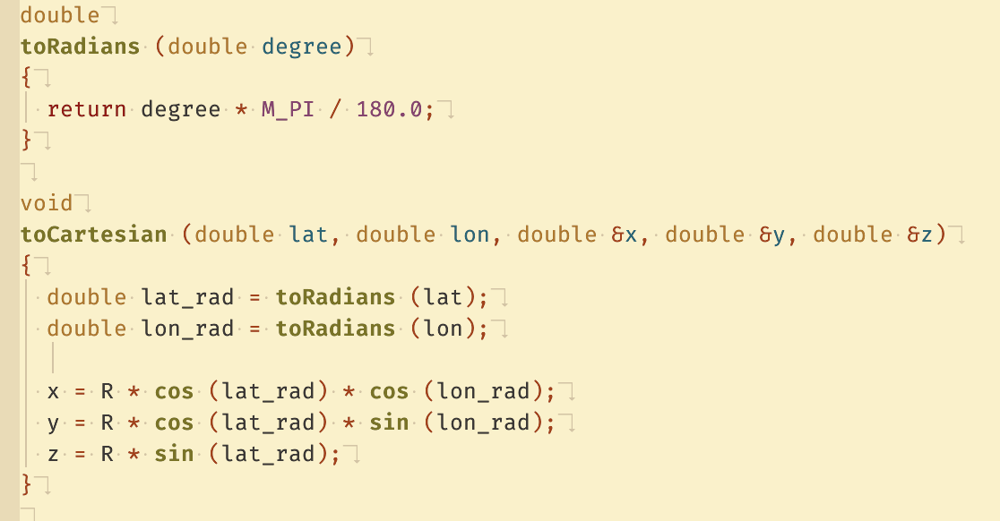 double
toRadians (double degree)
{
  return degree * M_PI / 180.0;
}

void
toCartesian (double lat, double lon, double &x, double &y, double &z)
{
  double lat_rad = toRadians (lat);
  double lon_rad = toRadians (lon);

  x = R * cos (lat_rad) * cos (lon_rad);
  y = R * cos (lat_rad) * sin (lon_rad);
  z = R * sin (lat_rad);
}